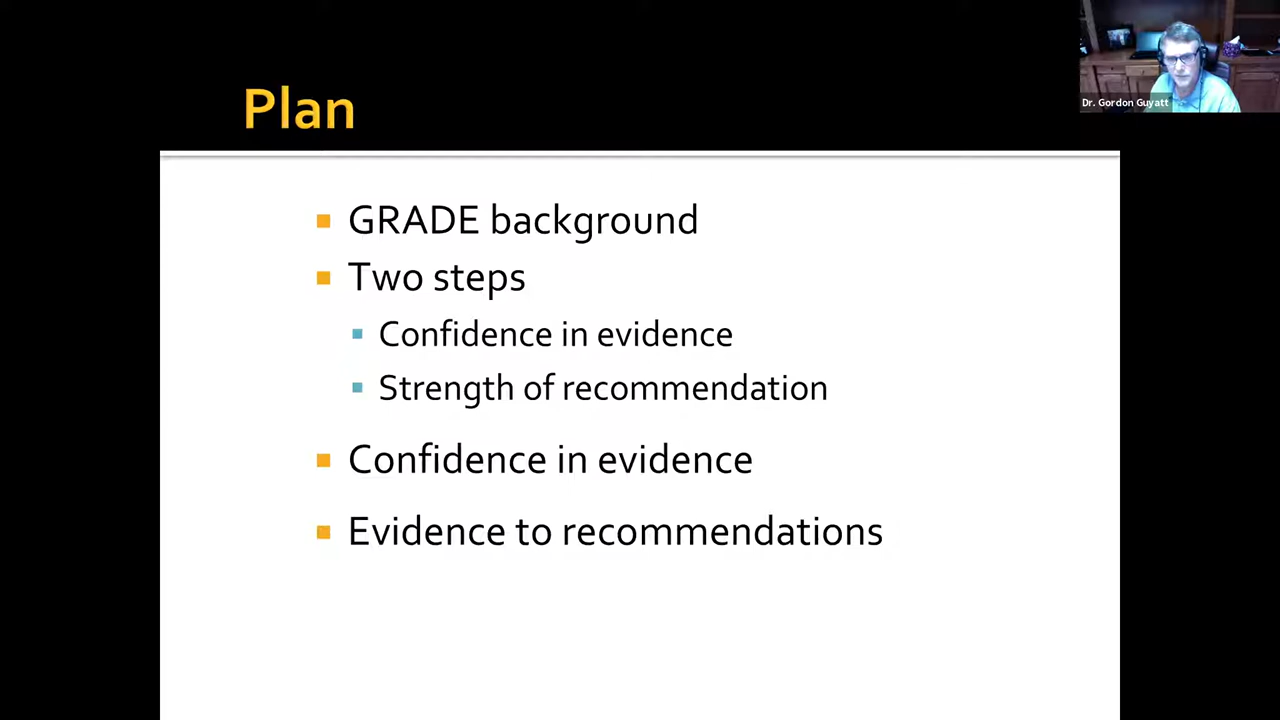 Plan
Dr. Gordon Guyatt
GRADE background
Two steps
Confidence in evidence
Strength of recommendation
Confidence in evidence
Evidence to recommendations